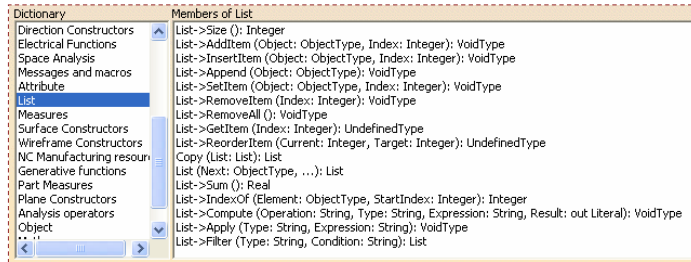 Dictionary
Members of List
Direction Constructors
Electrical Functions
Space Analysis
Messages and macros
Attribute
List
Measures
Surface Constructors
Wireframe Constructors
NC Manufacturing resour
Generative functions
Part Measures
Plane Constructors
Analysis operators
Object
List->Size (): Integer
List->AddItem (Object: ObjectType, Index: Integer): VoidType
List->InsertItem (Object: ObjectType, Index: Integer): VoidType
List->Append (Object: ObjectType): VoidType
List->SetItem (Object: ObjectType, Index: Integer): VoidType
List->RemoveItem (Index: Integer): VoidType
List->RemoveAll (): VoidType
List->GetItem (Index: Integer): UndefinedType
List->ReorderItem (Current: Integer, Target: Integer): UndefinedType
Copy (List: List): List
List (Next: ObjectType, ...): List
List->Sum (): Real
List->IndexOf (Element: ObjectType, StartIndex: Integer): Integer
List->Compute (Operation: String, Type: String, Expression: String, Result: out Literal): VoidType
List->Apply (Type: String, Expression: String): VoidType
List->Filter (Type: String, Condition: String): List